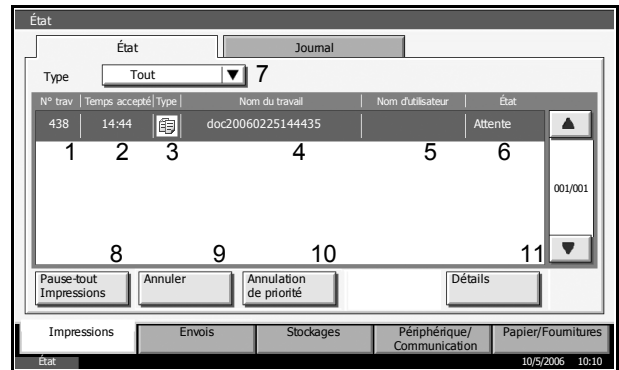 État
État Journal
Type Tout ▼ 7
N° trav Temps accepté Type Nom du travail Nom d'utilisateur État
438 14:44 doc20060225144435 Attente
1 2 3 4 5 6
001/001
8 9 10 11
Pause-tout Impressions Annuler Annulation de priorité Détails
Impressions Envois Stockages Périphérique/ Communication Papier/Fournitures
État 10/5/2006 10:10